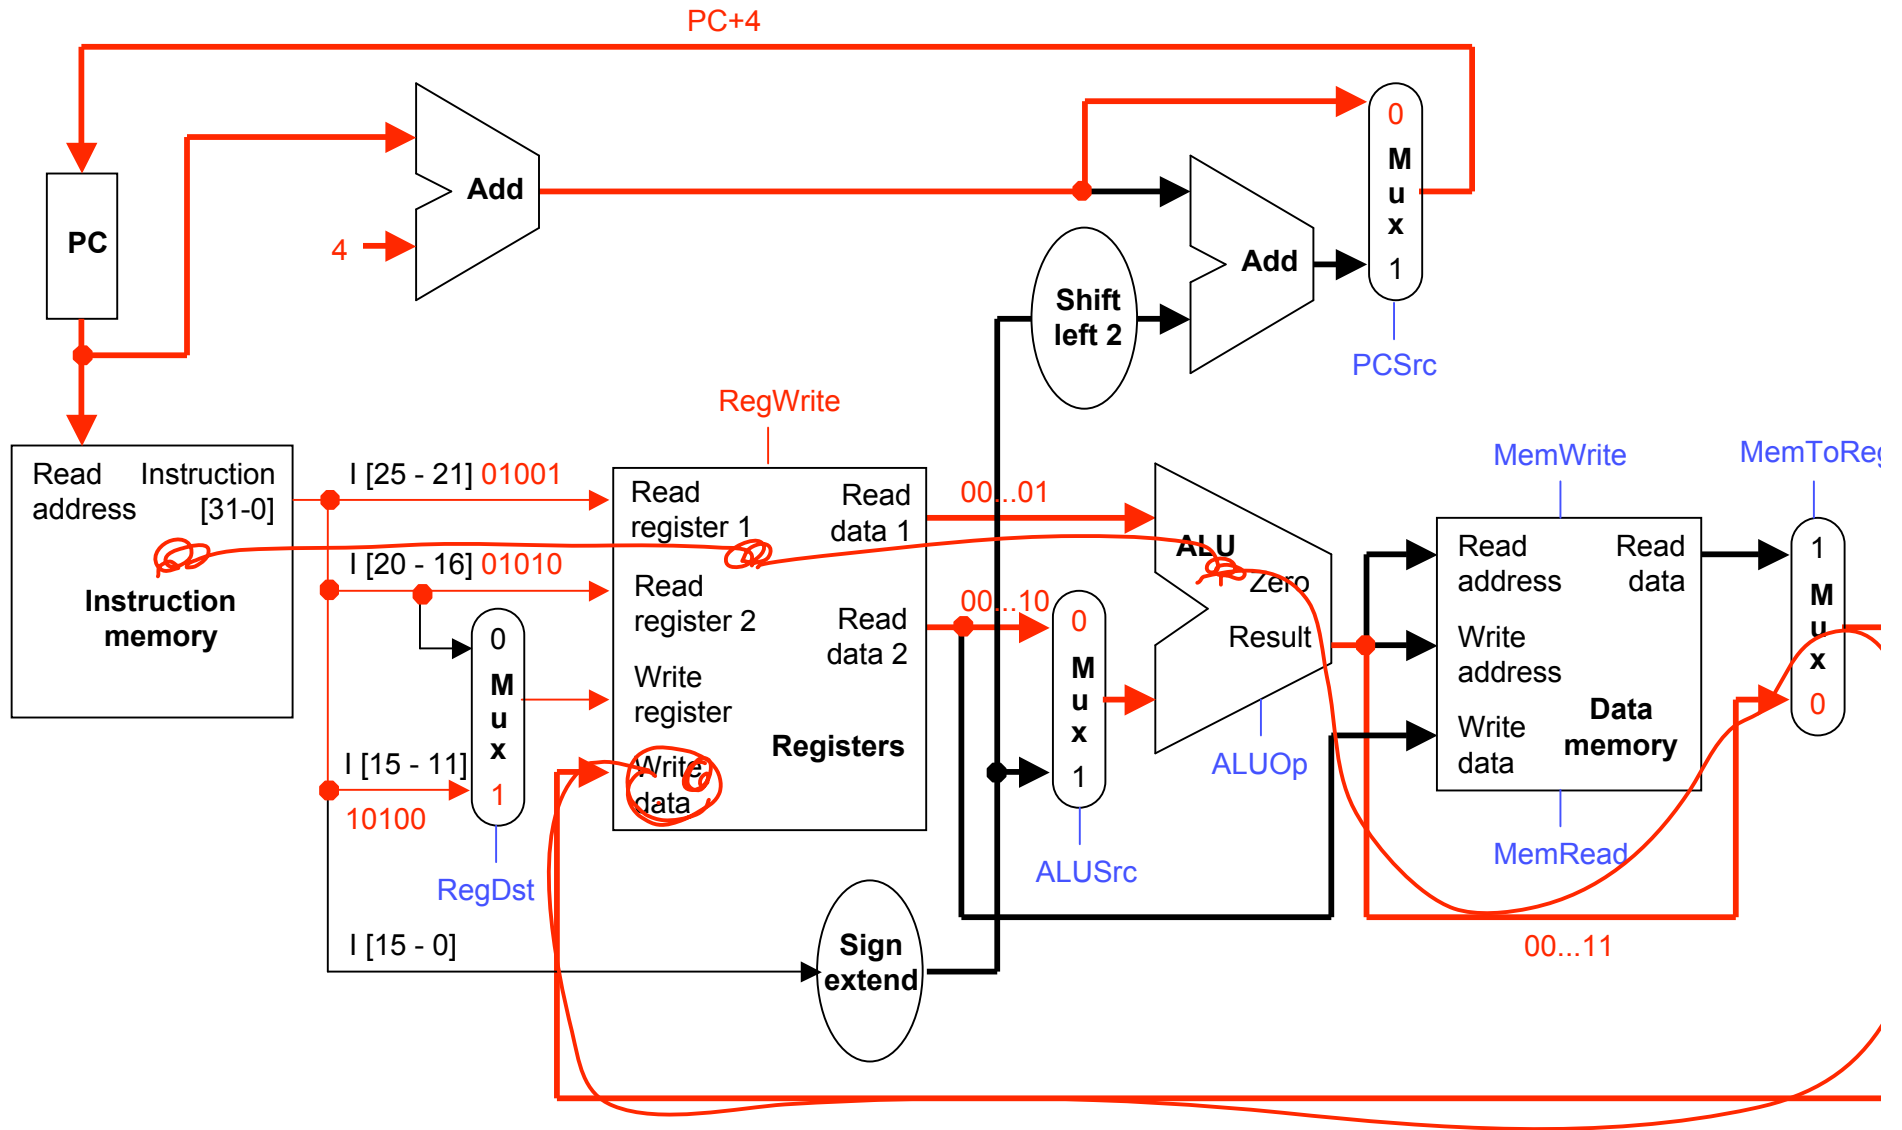 PC+4
PC
Add
4
Add
Shift
left 2
0
M
u
x
1
PCSrc
RegWrite
Read
address
Instruction
[31-0]
Instruction
memory
I [25 - 21] 01001
I [20 - 16] 01010
I [15 - 11]
10100
I [15 - 0]
0
M
u
x
1
RegDst
Read
register 1
Read
data 1
Read
register 2
Read
data 2
Write
register
Write
data
Registers
Sign
extend
00...01
00...10
0
M
u
x
1
ALUSrc
ALU
Zero
Result
ALUOp
MemWrite
Read
address
Read
data
Write
address
Write
data
Data
memory
MemRead
MemToReg
1
M
u
x
0
00...11